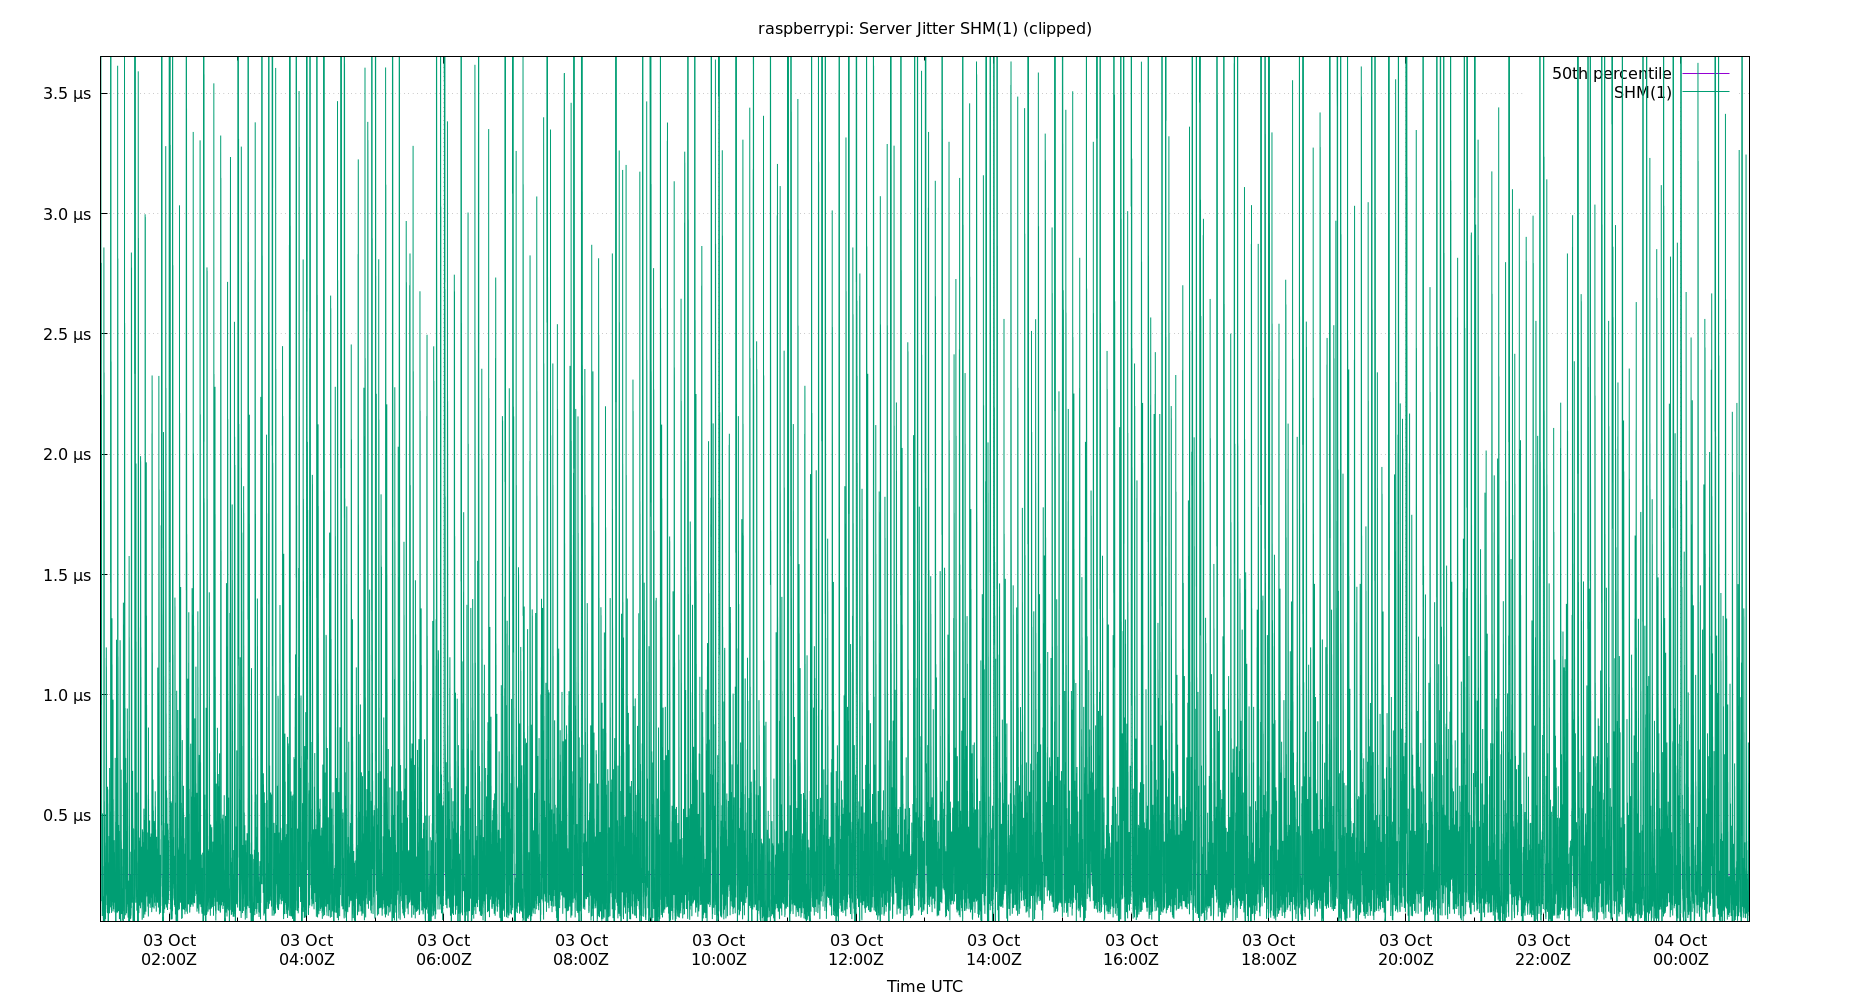 raspberrypi: Server Jitter SHM(1) (clipped)
50th percentile
SHM(1)
3.5 μs
3.0 μs
2.5 μs
2.0 μs
1.5 μs
1.0 μs
0.5 μs
03 Oct 03 Oct 03 Oct 03 Oct 03 Oct 03 Oct 03 Oct 03 Oct 03 Oct 03 Oct 03 Oct 04 Oct
02:00Z 04:00Z 06:00Z 08:00Z 10:00Z 12:00Z 14:00Z 16:00Z 18:00Z 20:00Z 22:00Z 00:00Z
Time UTC